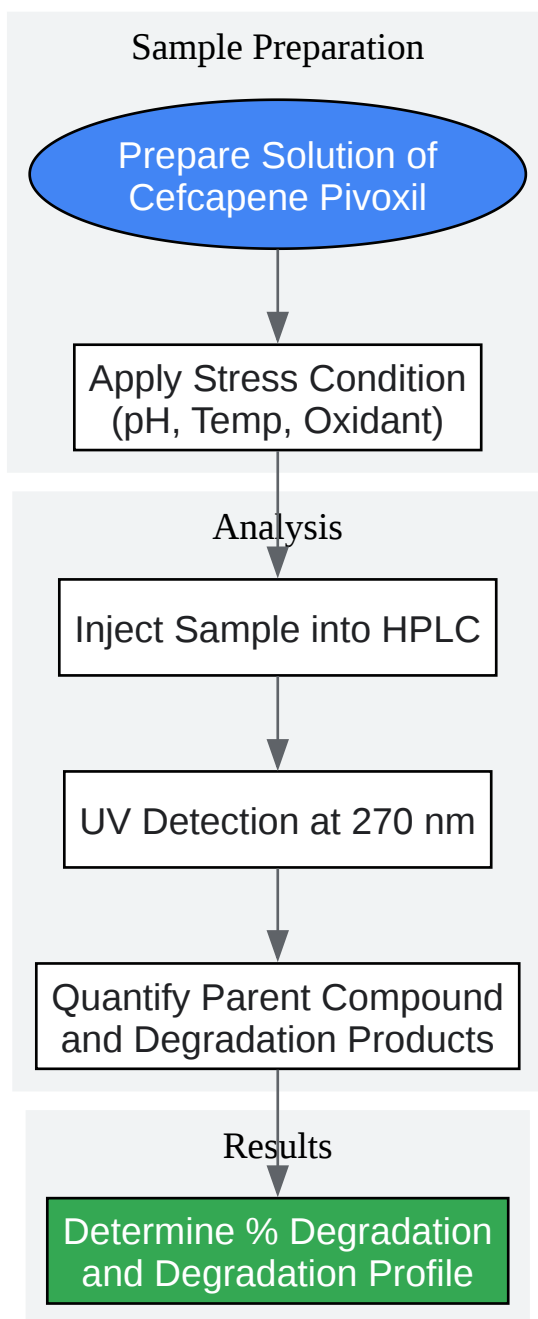 Sample Preparation
Prepare Solution of
Cefcapene Pivoxil
Apply Stress Condition
(pH, Temp, Oxidant)
Analysis
Inject Sample into HPLC
UV Detection at 270 nm
Quantify Parent Compound
and Degradation Products
Results
Determine % Degradation
and Degradation Profile